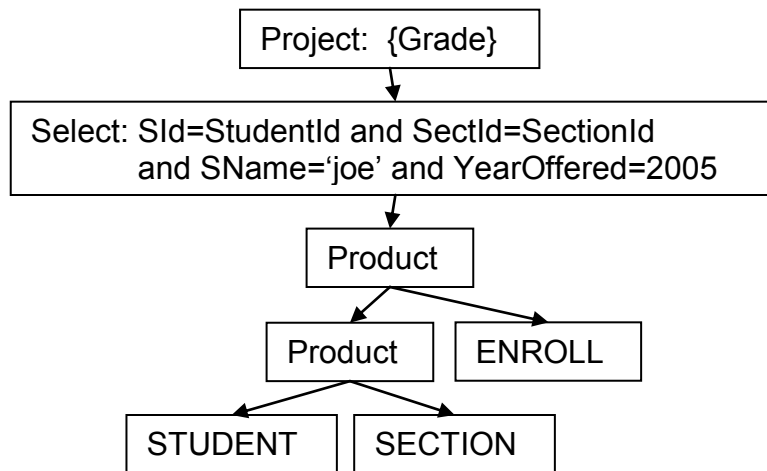 Project: {Grade}
Select: SId=StudentId and SectId=SectionId
and SName=‘joe’ and YearOffered=2005
Product
Product
ENROLL
STUDENT
SECTION